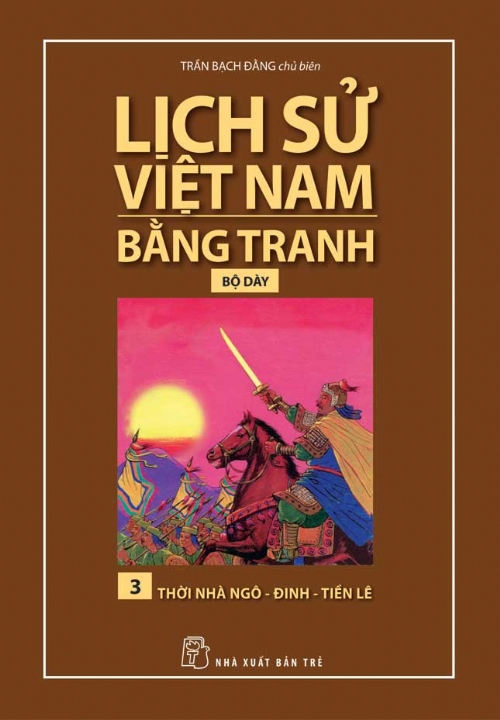 TRẦN BẠCH ĐẰNG chủ biên
LỊCH SỬ
VIỆT NAM
BẰNG TRANH
BỘ DÀY
3 THỜI NHÀ NGÔ - ĐINH - TIỀN LÊ
NHÀ XUẤT BẢN TRẺ